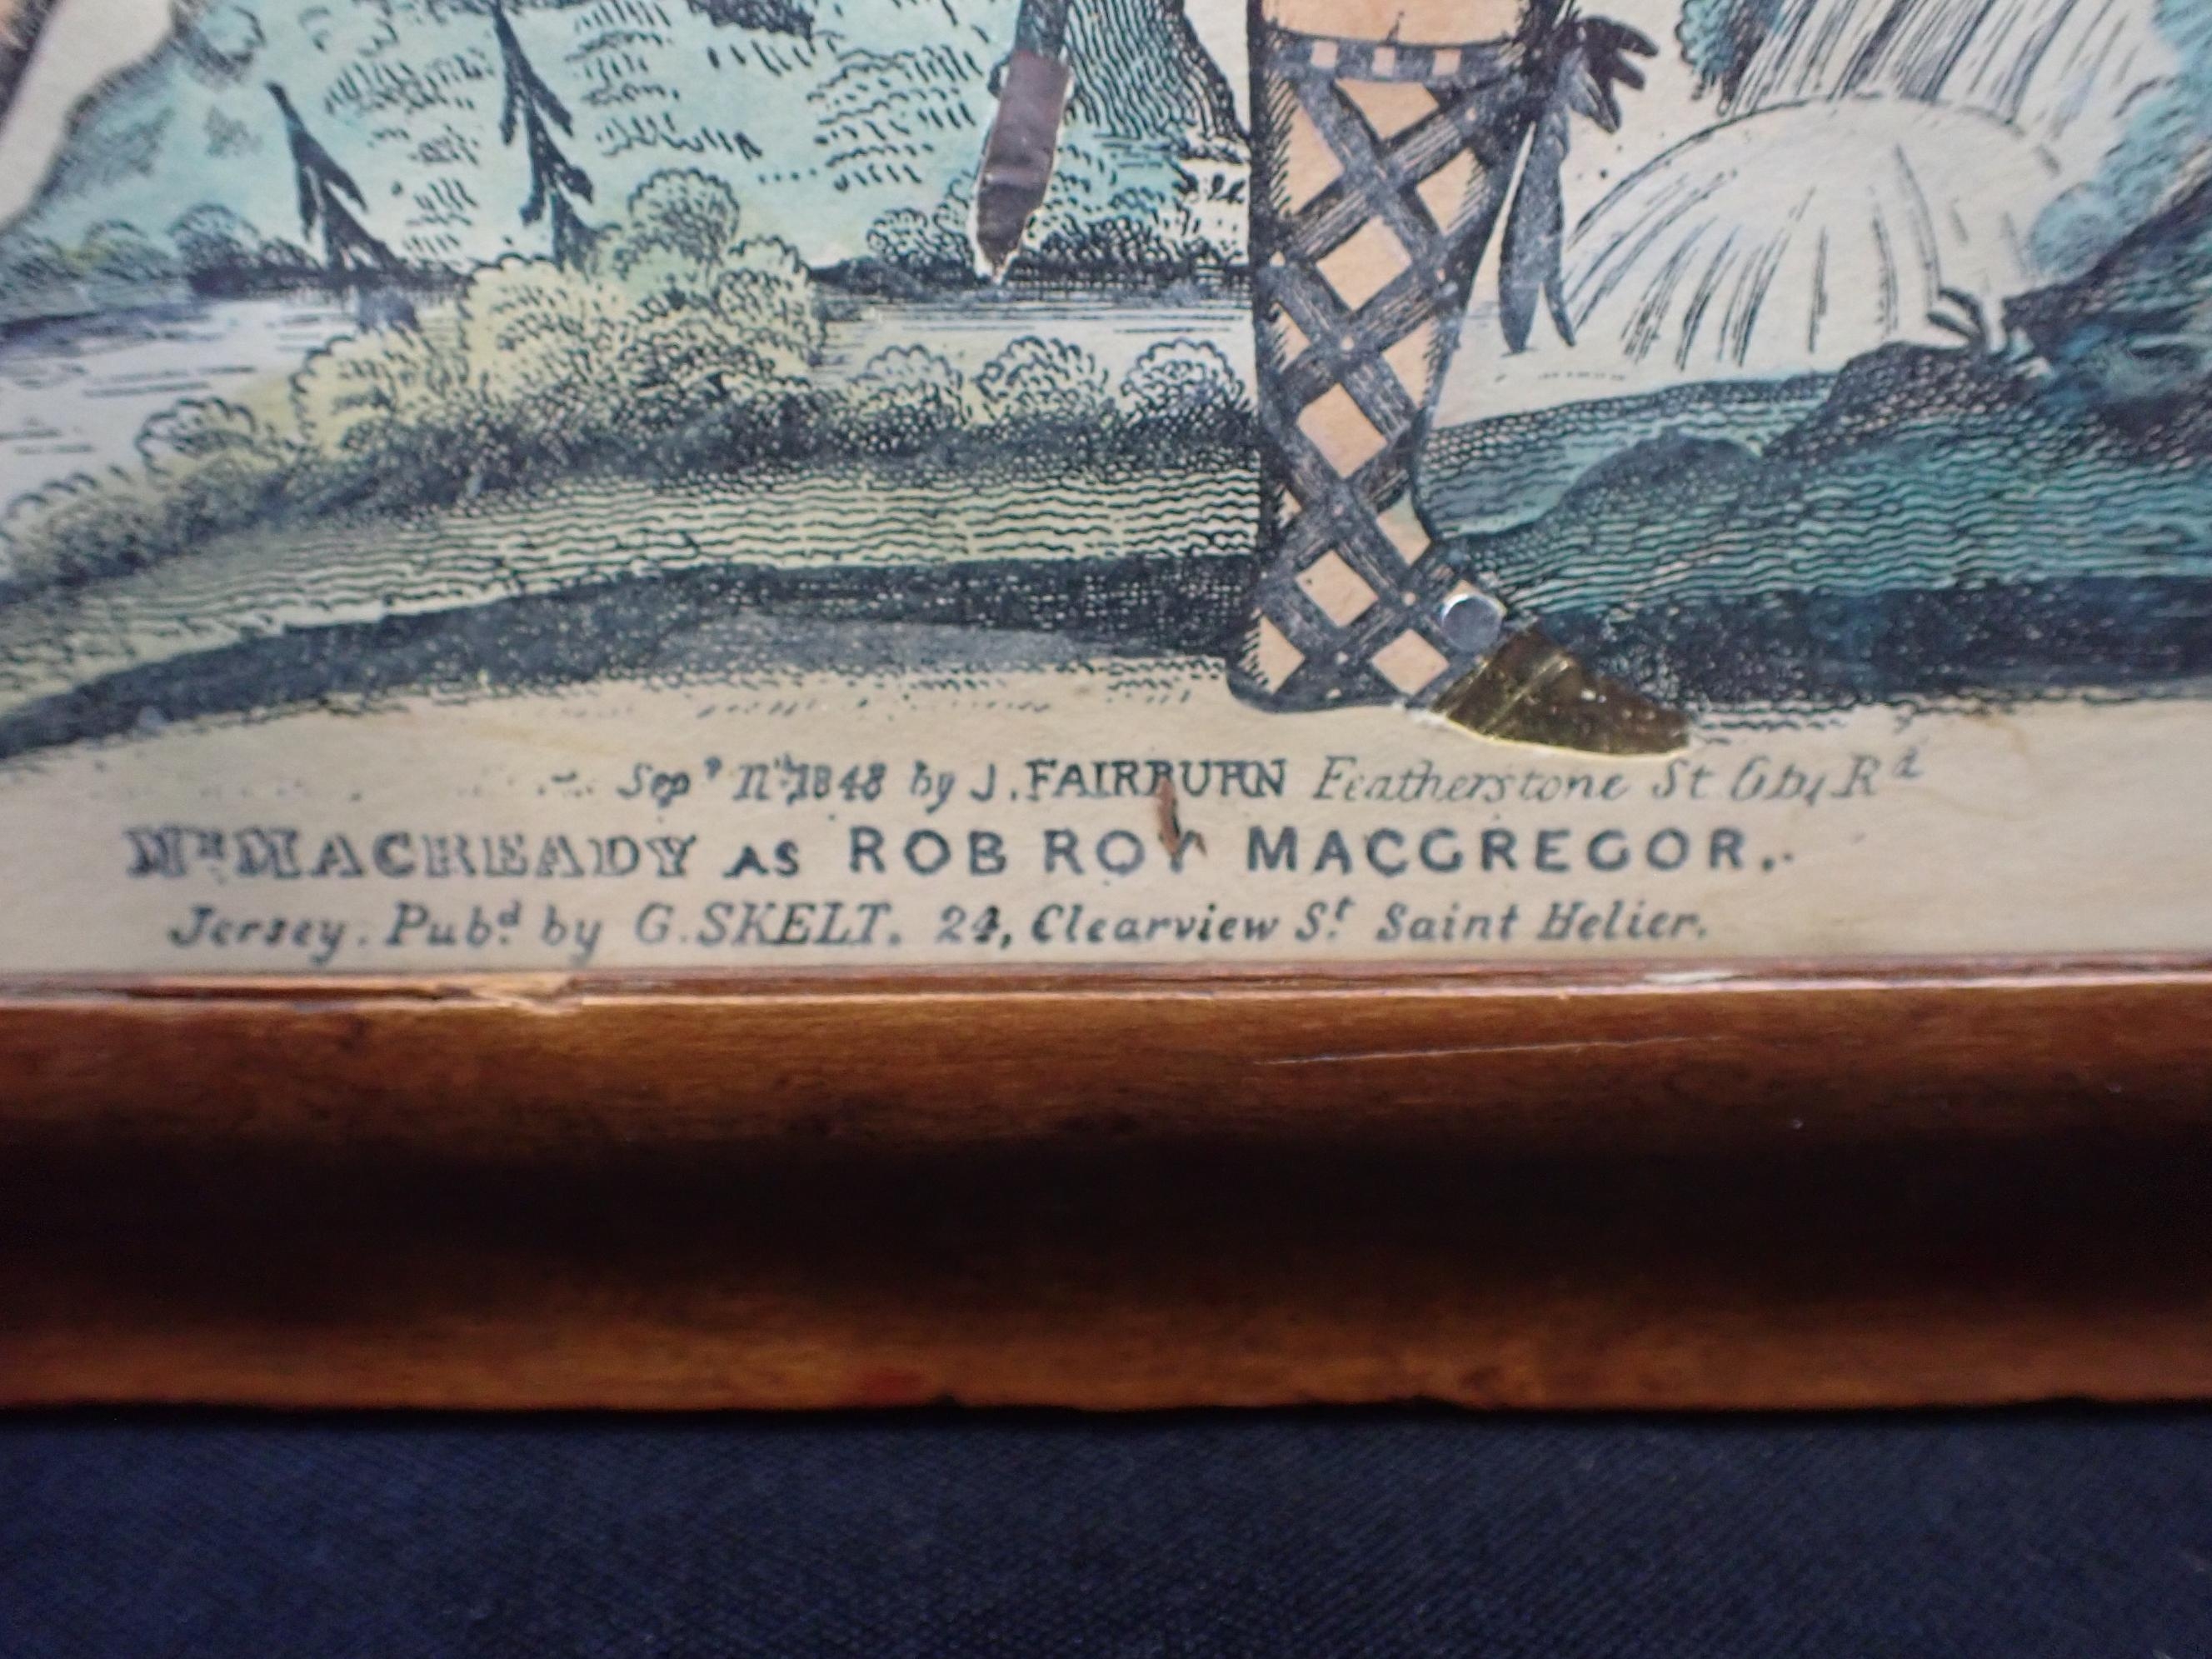 Sepr 11th 1848 by J. FAIRBURN Featherstone St City Rd
Mr MACREADY AS ROB ROY MACGREGOR.
Jersey. Pubd. by G. SKELT. 24, Clearview St. Saint Helier.